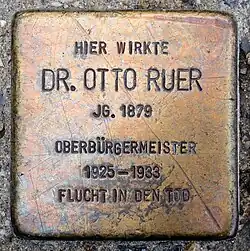 HIER WIRKTE
DR. OTTO RUER
JG. 1879
OBERBÜRGERMEISTER
1925 – 1933
FLUCHT IN DEN TOD